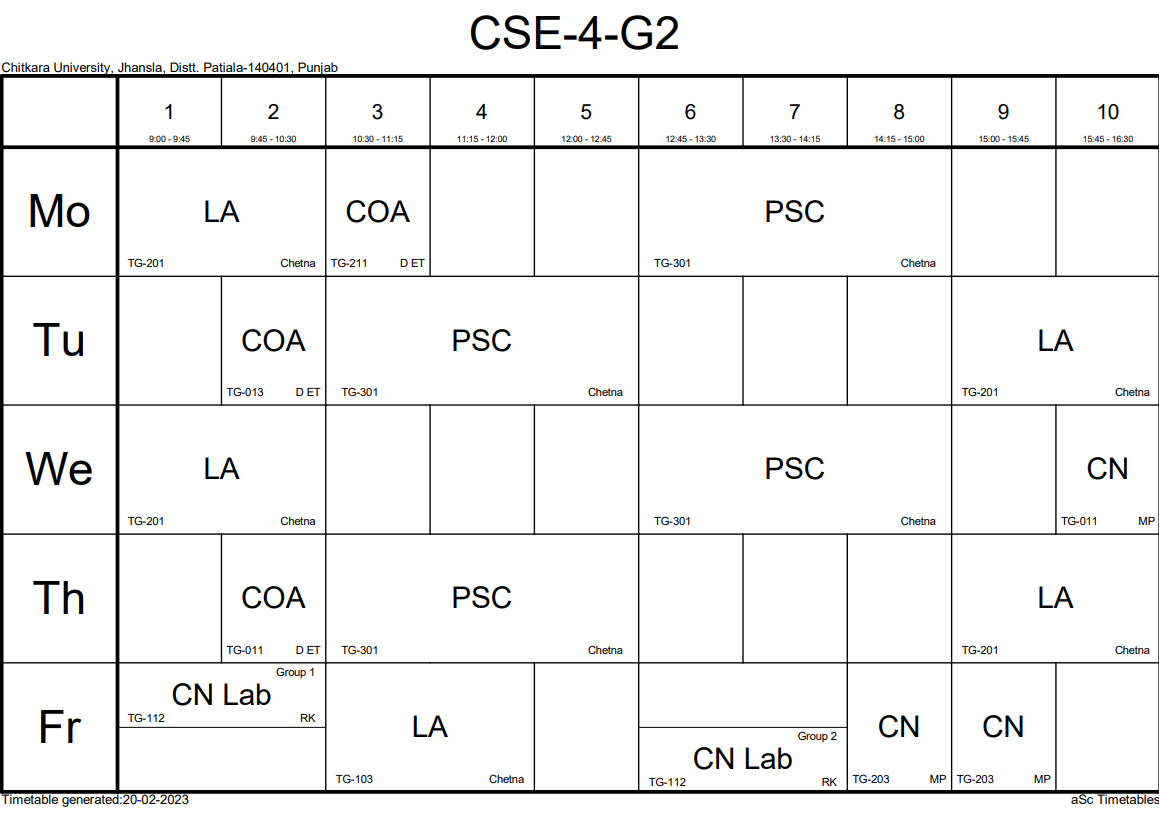 CSE-4-G2
Chitkara University, Jhansla, Distt. Patiala-140401, Punjab
1 2 3 4 5 6 7 8 9 10
9:00 - 9:45 9:45 - 10:30 10:30 - 11:15 11:15 - 12:00 12:00 - 12:45 12:45 - 13:30 13:30 - 14:15 14:15 - 15:00 15:00 - 15:45 15:45 - 16:30
Mo LA COA PSC
TG-201 Chetna TG-211 D ET TG-301 Chetna
Tu COA PSC LA
TG-013 D ET TG-301 Chetna TG-201 Chetna
We LA PSC CN
TG-201 Chetna TG-301 Chetna TG-011 MP
Th COA PSC LA
TG-011 D ET TG-301 Chetna TG-201 Chetna
Group 1
CN Lab
TG-112 RK
Fr LA CN CN
Group 2
CN Lab
TG-103 Chetna TG-112 RK TG-203 MP TG-203 MP
Timetable generated:20-02-2023 aSc Timetables